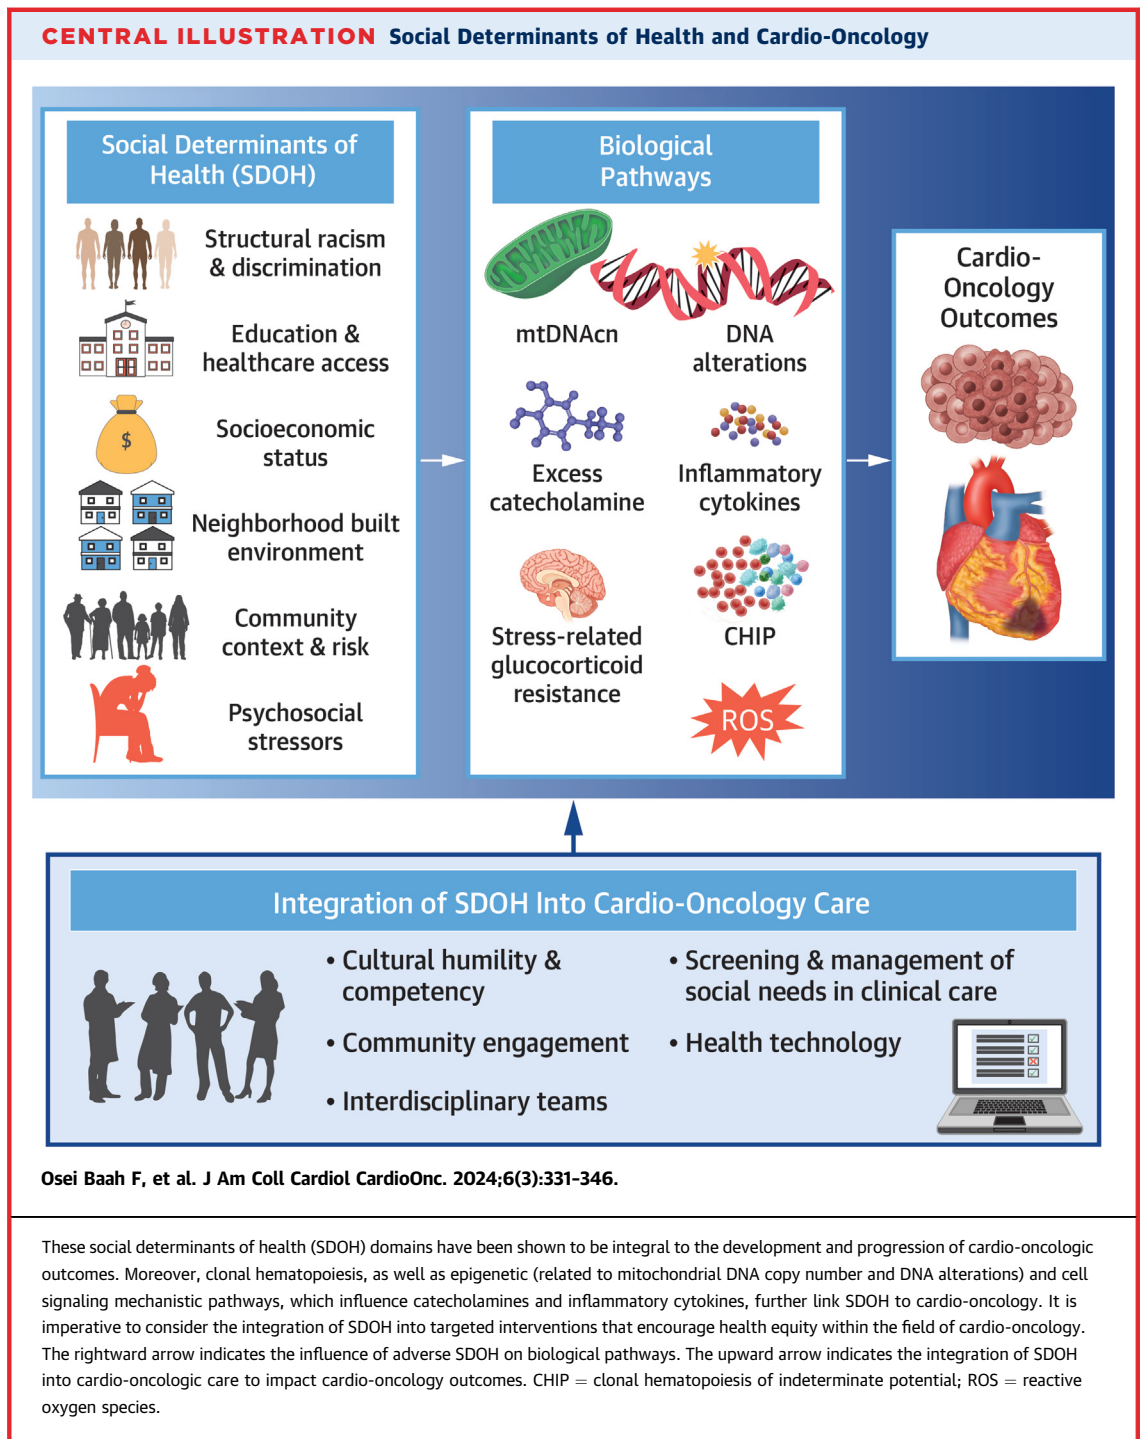 CENTRAL ILLUSTRATION Social Determinants of Health and Cardio-Oncology
Social Determinants of
Health (SDOH)
Structural racism
& discrimination
Education &
healthcare access
$
Socioeconomic
status
Neighborhood built
environment
Community
context & risk
Psychosocial
stressors
Biological
Pathways
mtDNAcn
DNA
alterations
Excess
catecholamine
Inflammatory
cytokines
Stress-related
glucocorticoid
resistance
CHIP
ROS
Cardio-
Oncology
Outcomes
Integration of SDOH Into Cardio-Oncology Care
• Cultural humility &
competency
• Community engagement
• Interdisciplinary teams
• Screening & management of
social needs in clinical care
• Health technology
Osei Baah F, et al. J Am Coll Cardiol CardioOnc. 2024;6(3):331–346.
These social determinants of health (SDOH) domains have been shown to be integral to the development and progression of cardio-oncologic
outcomes. Moreover, clonal hematopoiesis, as well as epigenetic (related to mitochondrial DNA copy number and DNA alterations) and cell
signaling mechanistic pathways, which influence catecholamines and inflammatory cytokines, further link SDOH to cardio-oncology. It is
imperative to consider the integration of SDOH into targeted interventions that encourage health equity within the field of cardio-oncology.
The rightward arrow indicates the influence of adverse SDOH on biological pathways. The upward arrow indicates the integration of SDOH
into cardio-oncologic care to impact cardio-oncology outcomes. CHIP = clonal hematopoiesis of indeterminate potential; ROS = reactive
oxygen species.